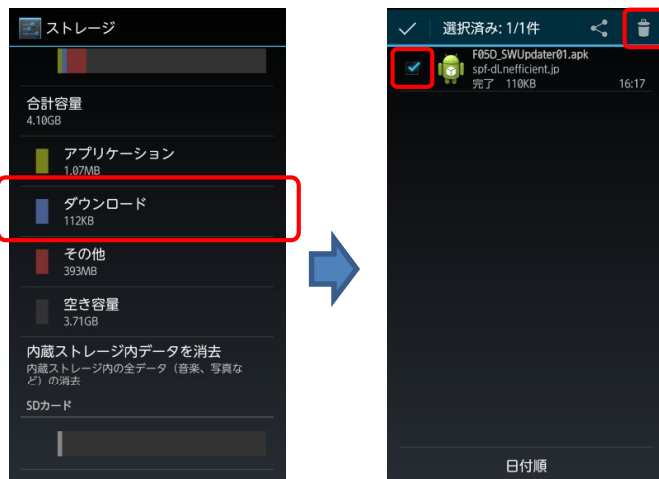 ストレージ
合計容量
4.10GB
アプリケーション
1.07MB
ダウンロード
112KB
その他
393MB
空き容量
3.71GB
内蔵ストレージ内データを消去
内蔵ストレージ内の全データ（音楽、写真な
ど）の消去
SDカード
選択済み: 1/1件
F05D_SWUpdater01.apk
spf-dl.nefficient.jp
完了 110KB 16:17
日付順